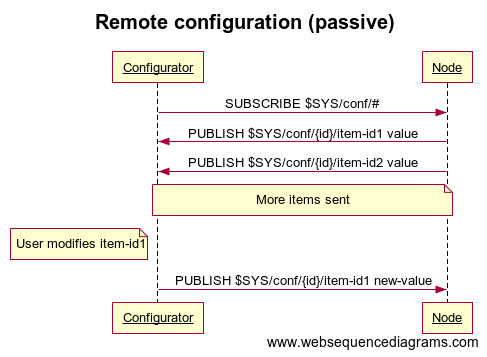 Remote configuration (passive)
Configurator
Node
SUBSCRIBE $SYS/conf/#
PUBLISH $SYS/conf/{id}/item-id1 value
PUBLISH $SYS/conf/{id}/item-id2 value
More items sent
User modifies item-id1
PUBLISH $SYS/conf/{id}/item-id1 new-value
Configurator
Node
www.websequencediagrams.com